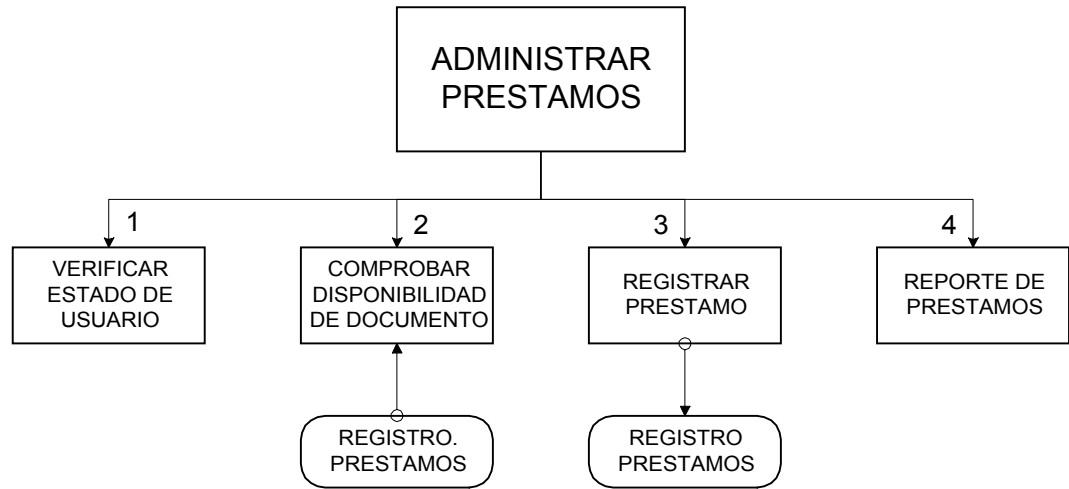 ADMINISTRAR
PRESTAMOS
1
2
3
4
VERIFICAR
ESTADO DE
USUARIO
COMPROBAR
DISPONIBILIDAD
DE DOCUMENTO
REGISTRAR
PRESTAMO
REPORTE DE
PRESTAMOS
REGISTRO.
PRESTAMOS
REGISTRO
PRESTAMOS